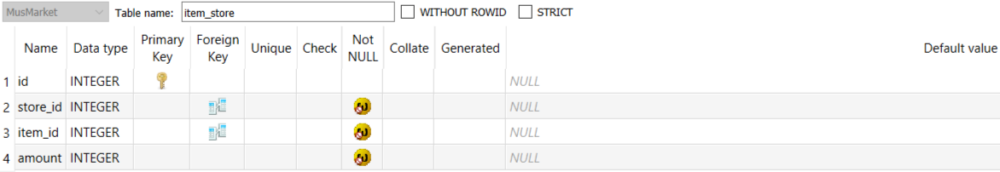 MusMarket Table name: item_store WITHOUT ROWID STRICT
Name Data type Primary Key Foreign Key Unique Check Not NULL Collate Generated Default value
1 id INTEGER NULL
2 store_id INTEGER NULL
3 item_id INTEGER NULL
4 amount INTEGER NULL